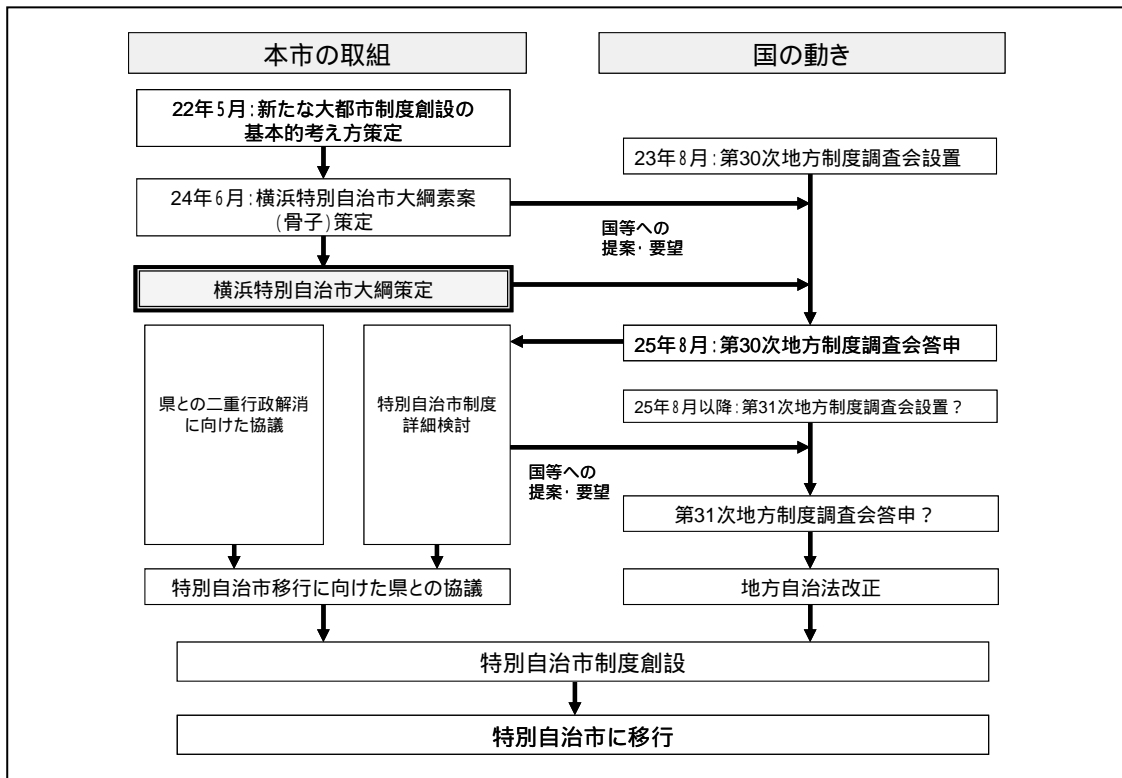 本市の取組
22年5月:新たな大都市制度創設の
基本的考え方策定
24年6月:横浜特別自治市大綱素案
(骨子)策定
横浜特別自治市大綱策定
県との二重行政解消
に向けた協議
特別自治市制度
詳細検討
特別自治市移行に向けた県との協議
国等への
提案・要望
国等への
提案・要望
国の動き
23年8月:第30次地方制度調査会設置
25年8月:第30次地方制度調査会答申
25年8月以降:第31次地方制度調査会設置？
第31次地方制度調査会答申？
地方自治法改正
特別自治市制度創設
特別自治市に移行